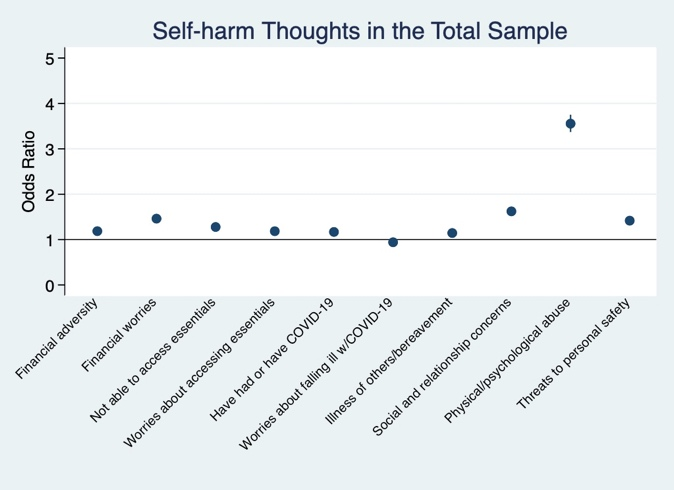 Self-harm Thoughts in the Total Sample
Odds Ratio
5
4
3
2
1
0
Financial adversity
Financial worries
Not able to access essentials
Worries about accessing essentials
Have had or have COVID-19
Worries about falling ill w/COVID-19
Illness of others/bereavement
Social and relationship concerns
Physical/psychological abuse
Threats to personal safety